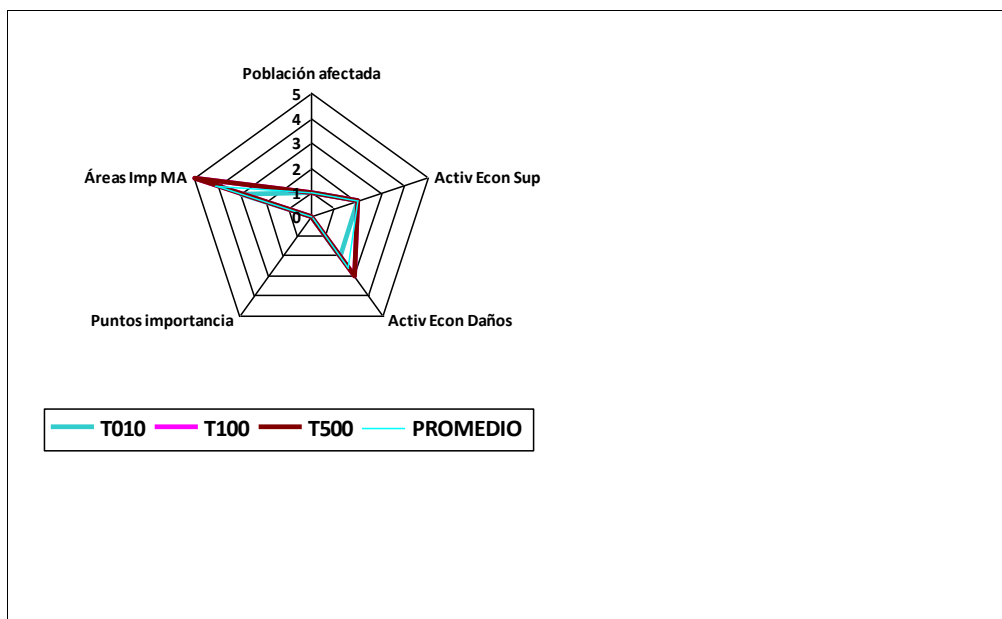 Población afectada
5
4
3
2
1
0
Áreas Imp MA
Activ Econ Sup
Puntos importancia
Activ Econ Daños
T010 T100 T500 PROMEDIO